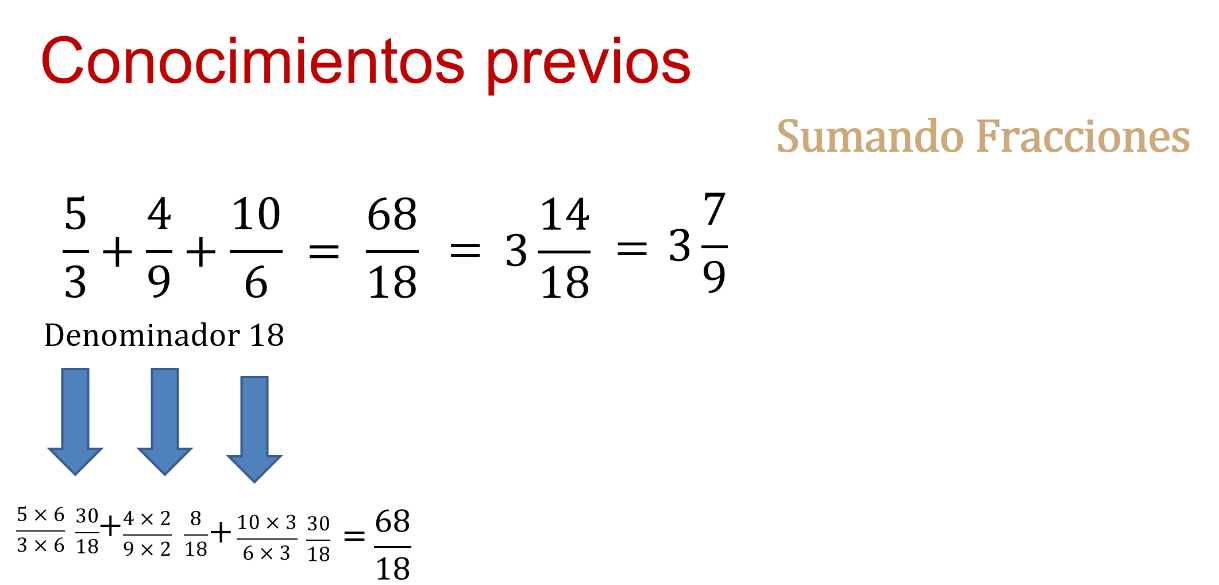 Conocimientos previos
Sumando Fracciones
5/3 + 4/9 + 10/6 = 68/18 = 3 14/18 = 3 7/9
Denominador 18
5 × 6/3 × 6 30/18 + 4 × 2/9 × 2 8/18 + 10 × 3/6 × 3 30/18 = 68/18